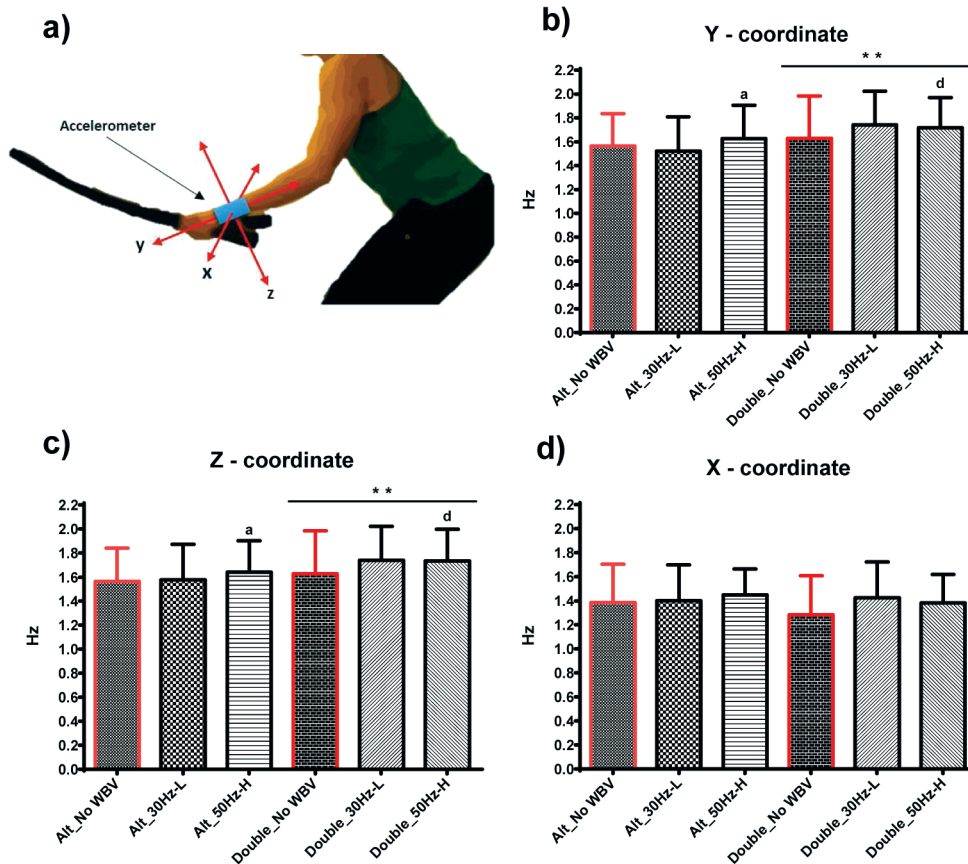 a)
Accelerometer
y
x
z
b)
Y - coordinate
* *
2.2
2.0
1.8
1.6
1.4
1.2
1.0
0.8
0.6
0.4
0.2
0.0
Hz
a
d
Alt_No WBV
Alt_30Hz-L
Alt_50Hz-H
Double_No WBV
Double_30Hz-L
Double_50Hz-H
c)
Z - coordinate
* *
2.2
2.0
1.8
1.6
1.4
1.2
1.0
0.8
0.6
0.4
0.2
0.0
Hz
a
d
Alt_No WBV
Alt_30Hz-L
Alt_50Hz-H
Double_No WBV
Double_30Hz-L
Double_50Hz-H
d)
X - coordinate
2.2
2.0
1.8
1.6
1.4
1.2
1.0
0.8
0.6
0.4
0.2
0.0
Hz
Alt_No WBV
Alt_30Hz-L
Alt_50Hz-H
Double_No WBV
Double_30Hz-L
Double_50Hz-H